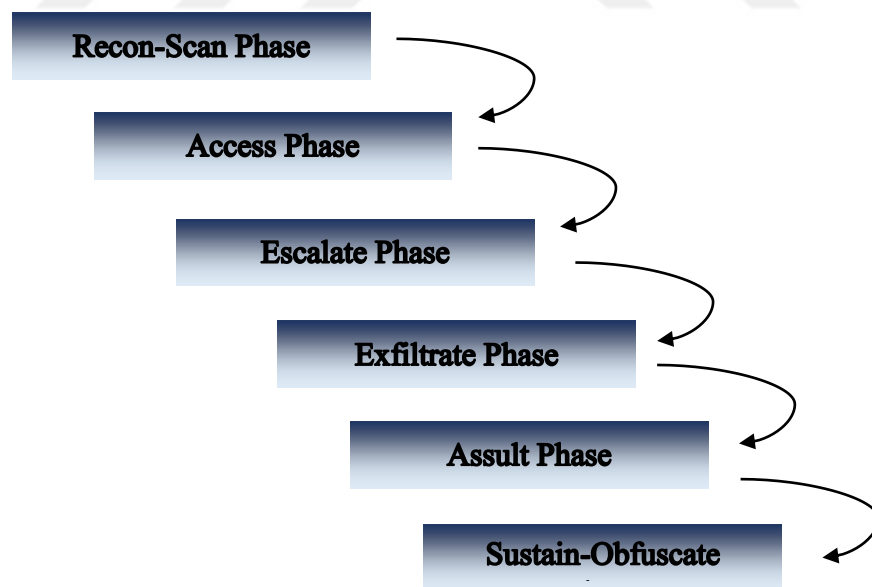 Recon-Scan Phase
Access Phase
Escalate Phase
Exfiltrate Phase
Assult Phase
Sustain-Obfuscate